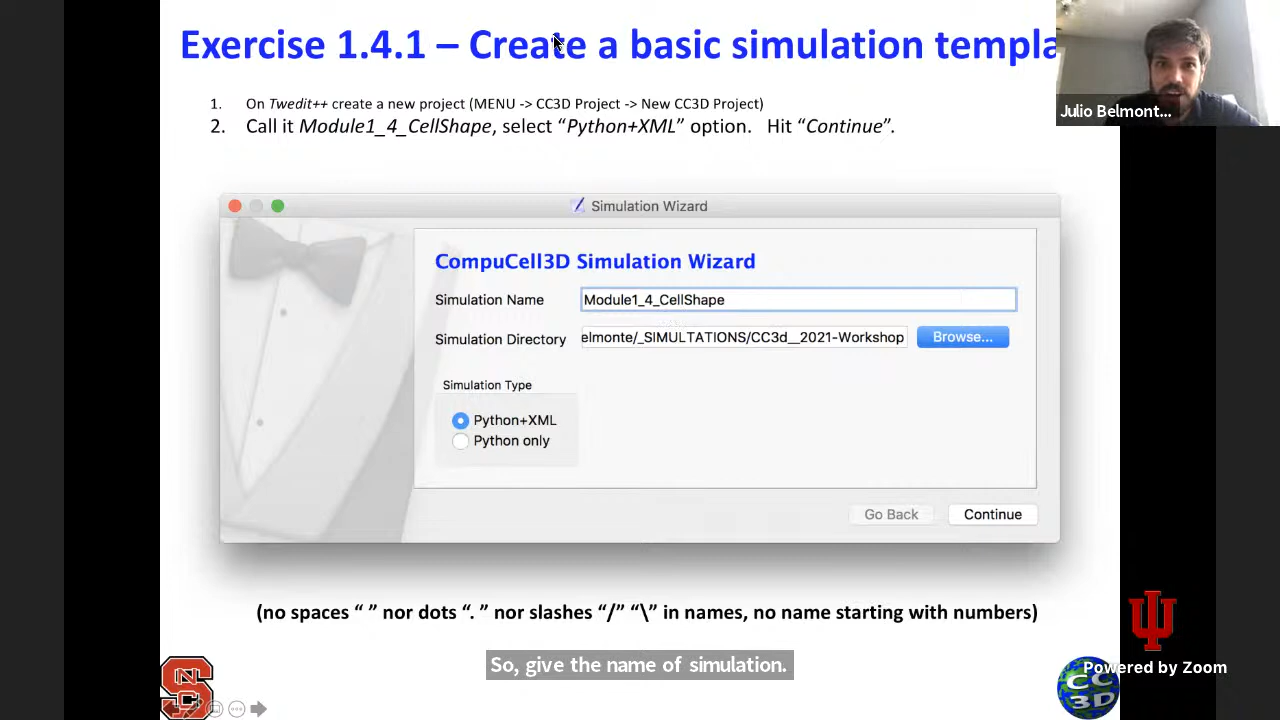 Exercise 1.4.1 – Create a basic simulation templa
Julio Belmont...
1. On Twedit++ create a new project (MENU -> CC3D Project -> New CC3D Project)
2. Call it Module1_4_CellShape, select “Python+XML” option. Hit “Continue”.
Simulation Wizard
CompuCell3D Simulation Wizard
Simulation Name Module1_4_CellShape
Simulation Directory elmonte/_SIMULTATIONS/CC3d__2021-Workshop Browse...
Simulation Type
Python+XML
Python only
Go Back Continue
(no spaces “ ” nor dots “. ” nor slashes “/” “\” in names, no name starting with numbers)
So, give the name of simulation.
Powered by Zoom
NC S
CC
3D